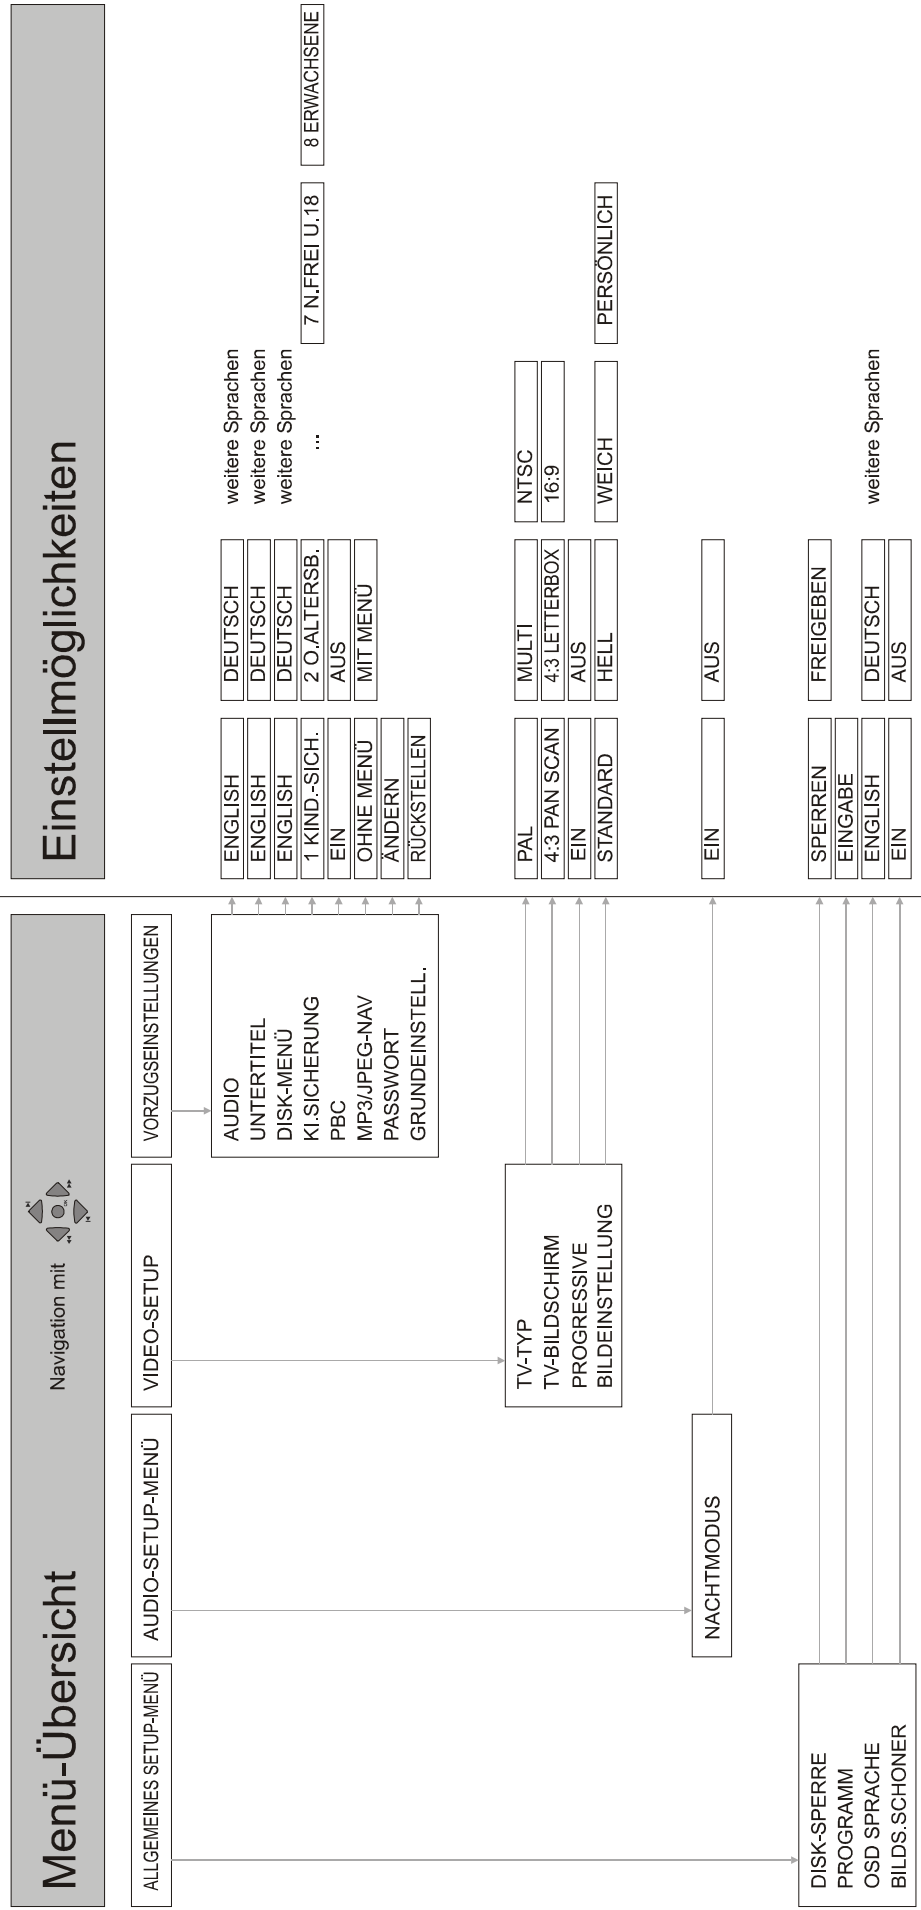 Menü-Übersicht
Navigation mit
OK
Einstellmöglichkeiten
ALLGEMEINES SETUP-MENÜ
AUDIO-SETUP-MENÜ
VIDEO-SETUP
VORZUGSEINSTELLUNGEN
AUDIO
ENGLISH
DEUTSCH
weitere Sprachen
UNTERTITEL
ENGLISH
DEUTSCH
weitere Sprachen
DISK-MENÜ
ENGLISH
DEUTSCH
weitere Sprachen
KI.SICHERUNG
1 KIND.-SICH.
2 O.ALTERSB.
...
7 N.FREI U.18
8 ERWACHSENE
PBC
EIN
AUS
MP3/JPEG-NAV
OHNE MENÜ
MIT MENÜ
PASSWORT
ÄNDERN
GRUNDEINSTELL.
RÜCKSTELLEN
TV-TYP
PAL
MULTI
NTSC
TV-BILDSCHIRM
4:3 PAN SCAN
4:3 LETTERBOX
16:9
PROGRESSIVE
EIN
AUS
BILDEINSTELLUNG
STANDARD
HELL
WEICH
PERSÖNLICH
NACHTMODUS
EIN
AUS
DISK-SPERRE
SPERREN
FREIGEBEN
PROGRAMM
EINGABE
OSD SPRACHE
ENGLISH
DEUTSCH
weitere Sprachen
BILDS.SCHONER
EIN
AUS